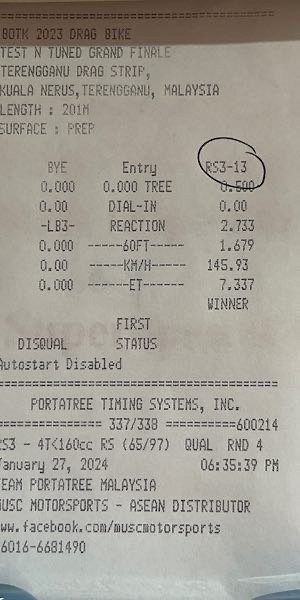 BOTK 2023 DRAG BIKE
TEST N TUNED GRAND FINALE
TERENGGANU DRAG STRIP,
KUALA NERUS,TERENGGANU, MALAYSIA
LENGTH : 201M
SURFACE : PREP
BYE Entry RS3-13
0.000 0.000 TREE 0.500
0.00 DIAL-IN 0.00
-LB3- REACTION 2.733
0.000 -----60FT----- 1.679
0.00 -----KM/H----- 145.93
0.000 ------ET------ 7.337
WINNER
FIRST
DISQUAL STATUS
Autostart Disabled
PORTATREE TIMING SYSTEMS, INC.
============== 337/338 ==========600214
RS3 - 4T<160cc RS (65/97) QUAL RND 4
January 27, 2024 06:35:39 PM
TEAM PORTATREE MALAYSIA
MUSC MOTORSPORTS - ASEAN DISTRIBUTOR
www.facebook.com/muscmotorsports
+6016-6681490